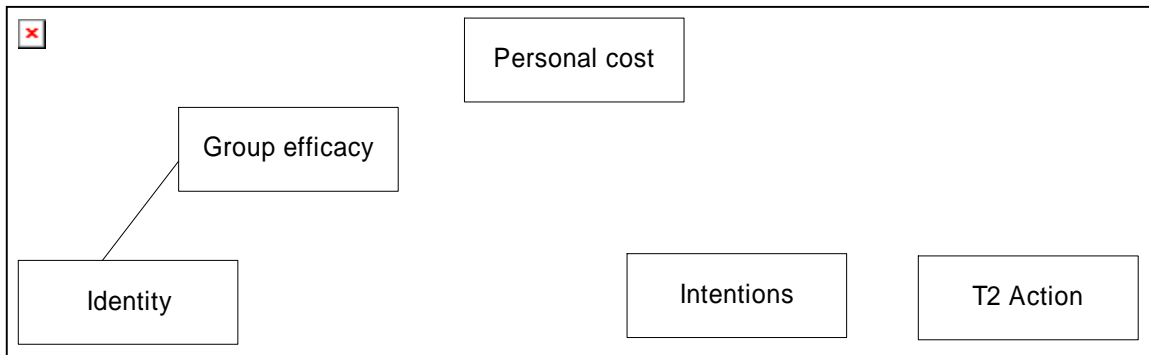 Personal cost
Group efficacy
Identity
Intentions
T2 Action